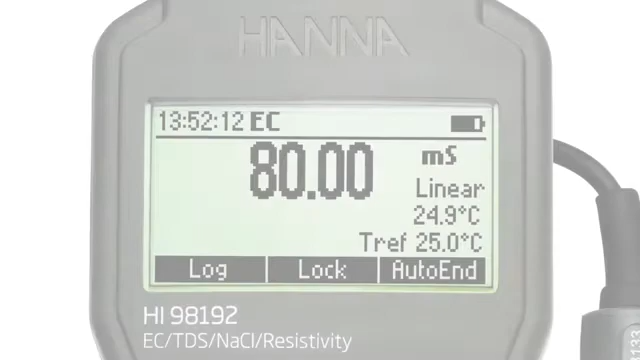 HANNA
13:52:12 EC
80.00 mS
Linear
24.9°C
Tref 25.0°C
Log Lock AutoEnd
HI 98192
EC/TDS/NaCl/Resistivity